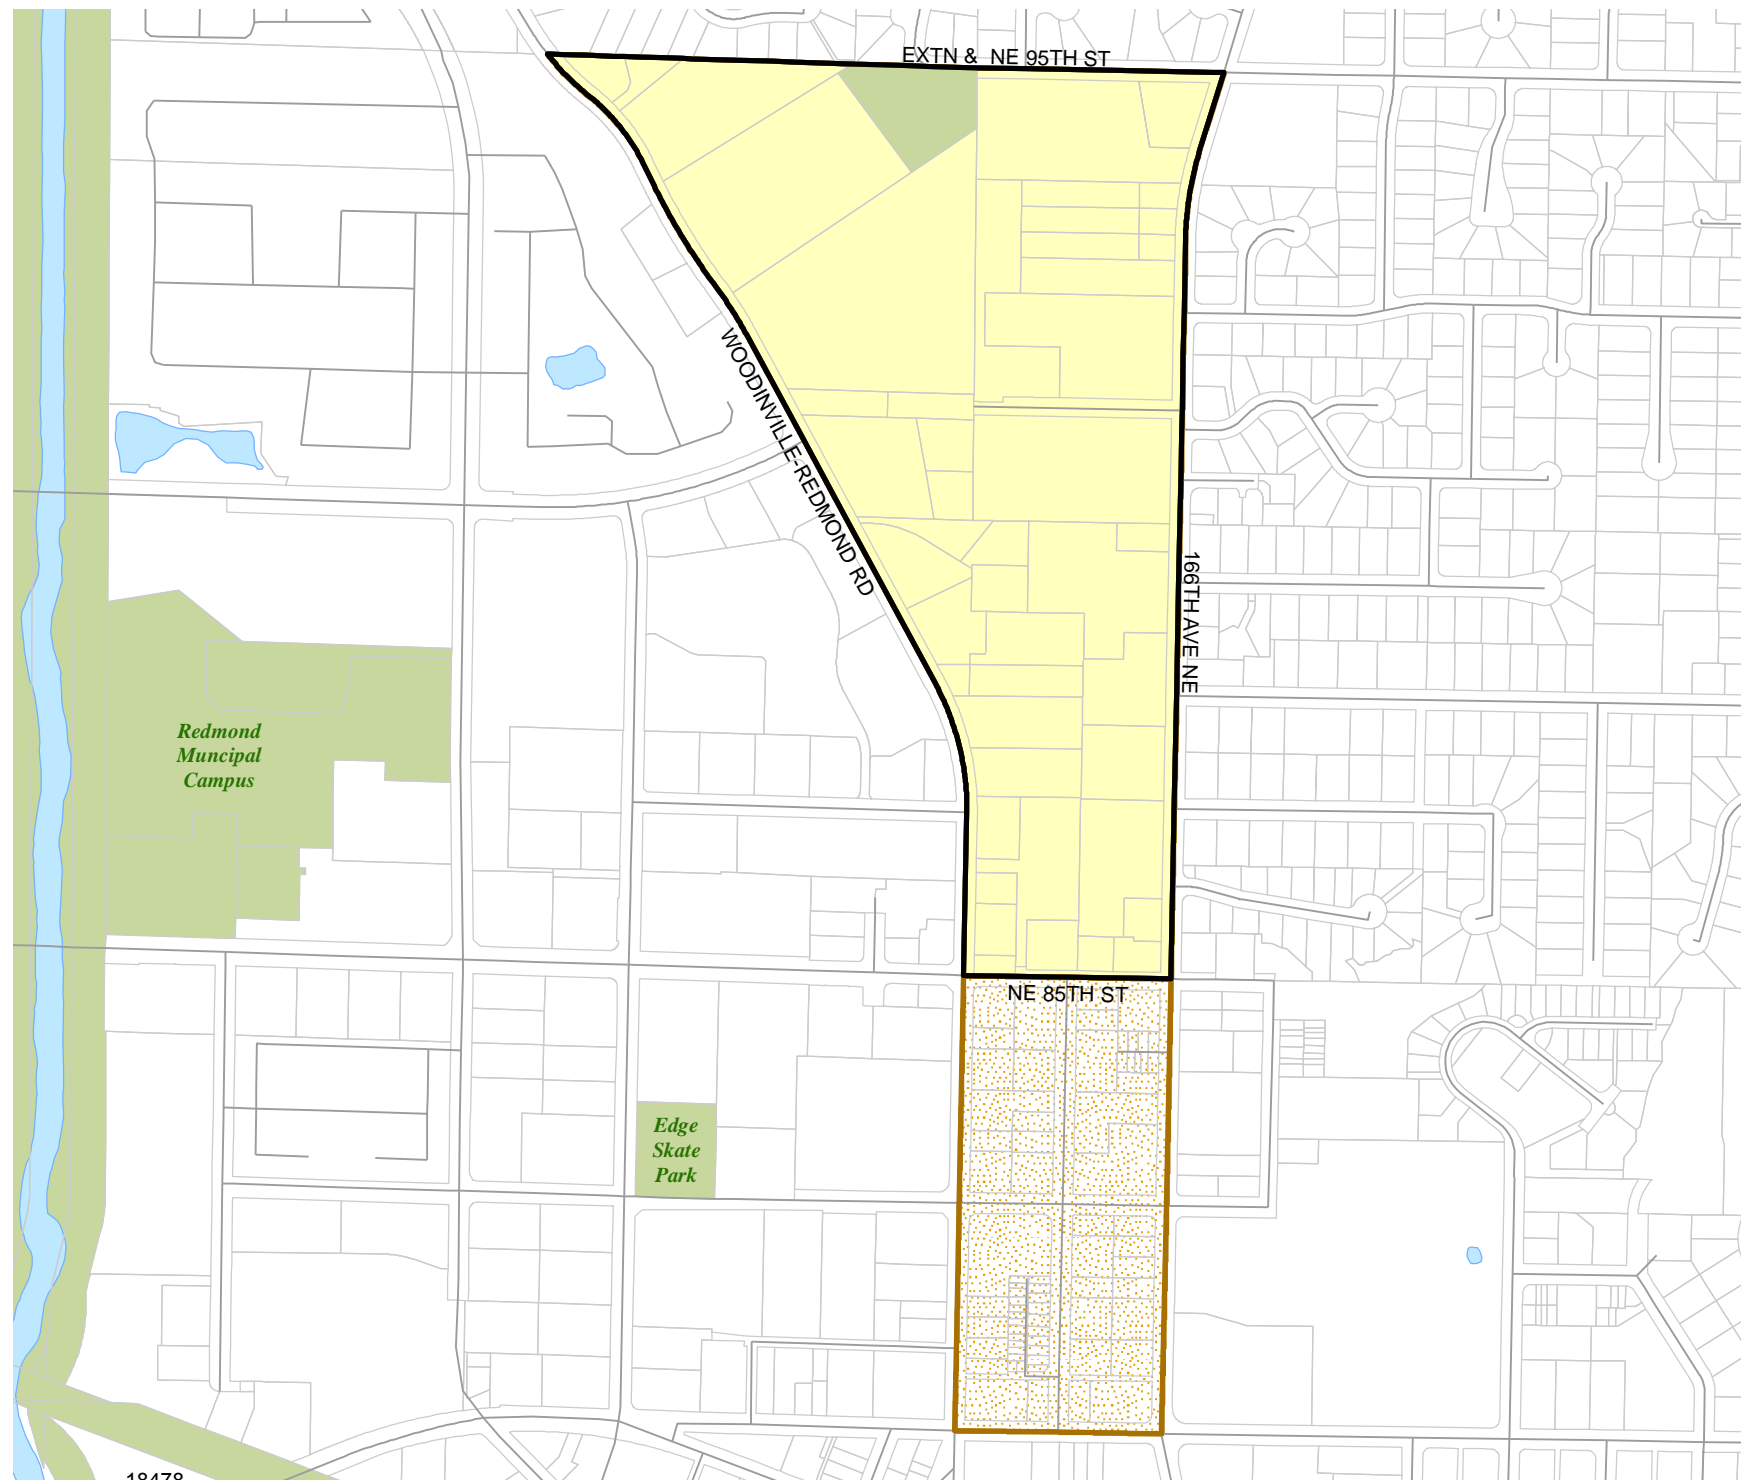 EXTN & NE 95TH ST
WOODINVILLE-REDMOND RD
166TH AVE NE
Redmond
Muncipal
Campus
NE 85TH ST
Edge
Skate
Park
18478